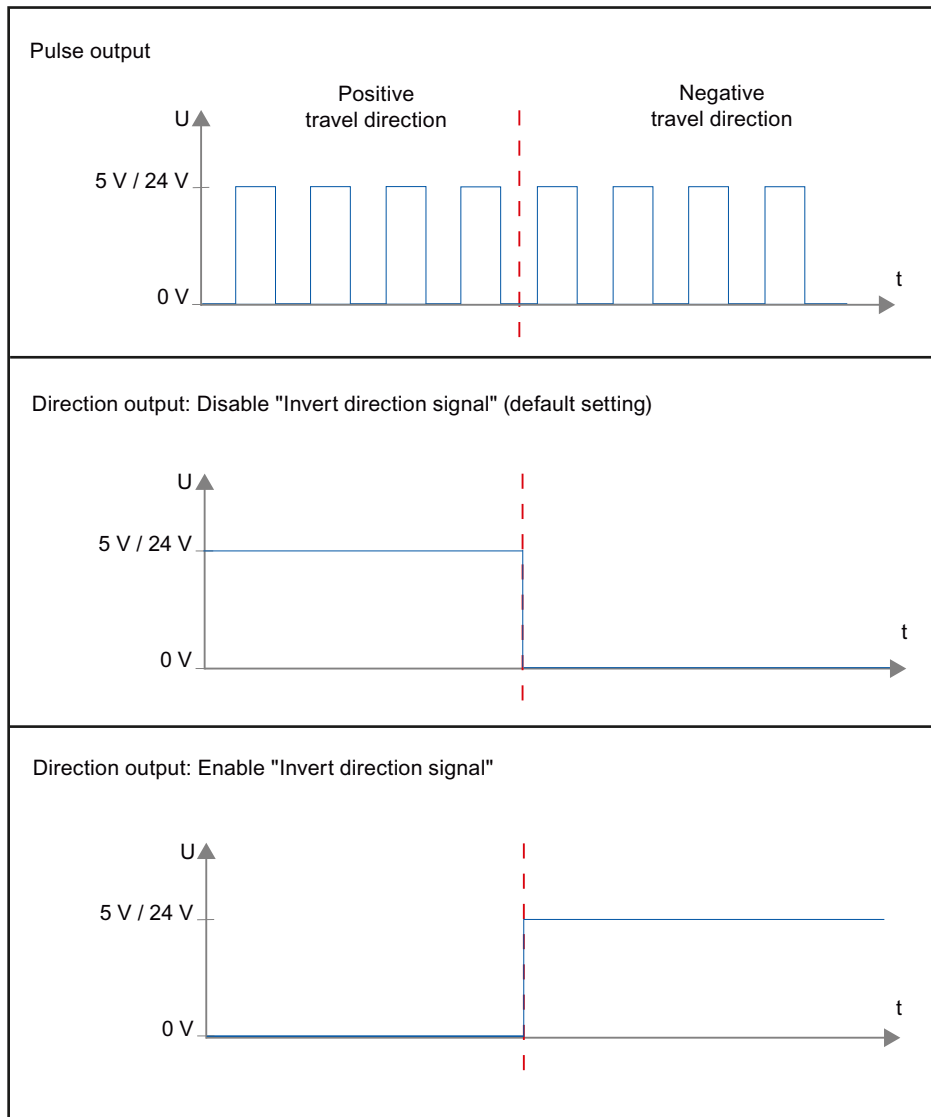 Pulse output
Positive
travel direction
Negative
travel direction
U
5 V / 24 V
0 V
t
Direction output: Disable "Invert direction signal" (default setting)
U
5 V / 24 V
0 V
t
Direction output: Enable "Invert direction signal"
U
5 V / 24 V
0 V
t